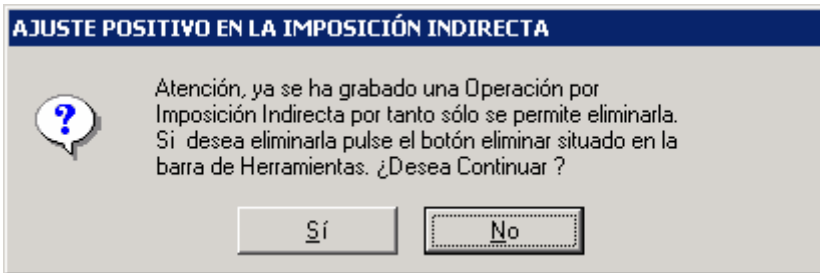 AJUSTE POSITIVO EN LA IMPOSICIÓN INDIRECTA
Atención, ya se ha grabado una Operación por
Imposición Indirecta por tanto sólo se permite eliminarla.
Si desea eliminarla pulse el botón eliminar situado en la
barra de Herramientas. ¿Desea Continuar ?
Sí
No